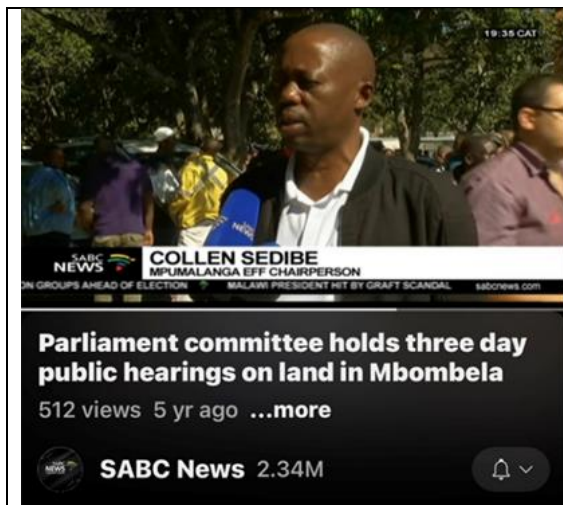 19:35 CAT
NEWS
SABC
NEWS
COLLEN SEDIBE
MPUMALANGA EFF CHAIRPERSON
ON GROUPS AHEAD OF ELECTION MALAWI PRESIDENT HIT BY GRAFT SCANDAL sabcnews.com
Parliament committee holds three day
public hearings on land in Mbombela
512 views 5 yr ago ...more
NEWS
SABC News 2.34M